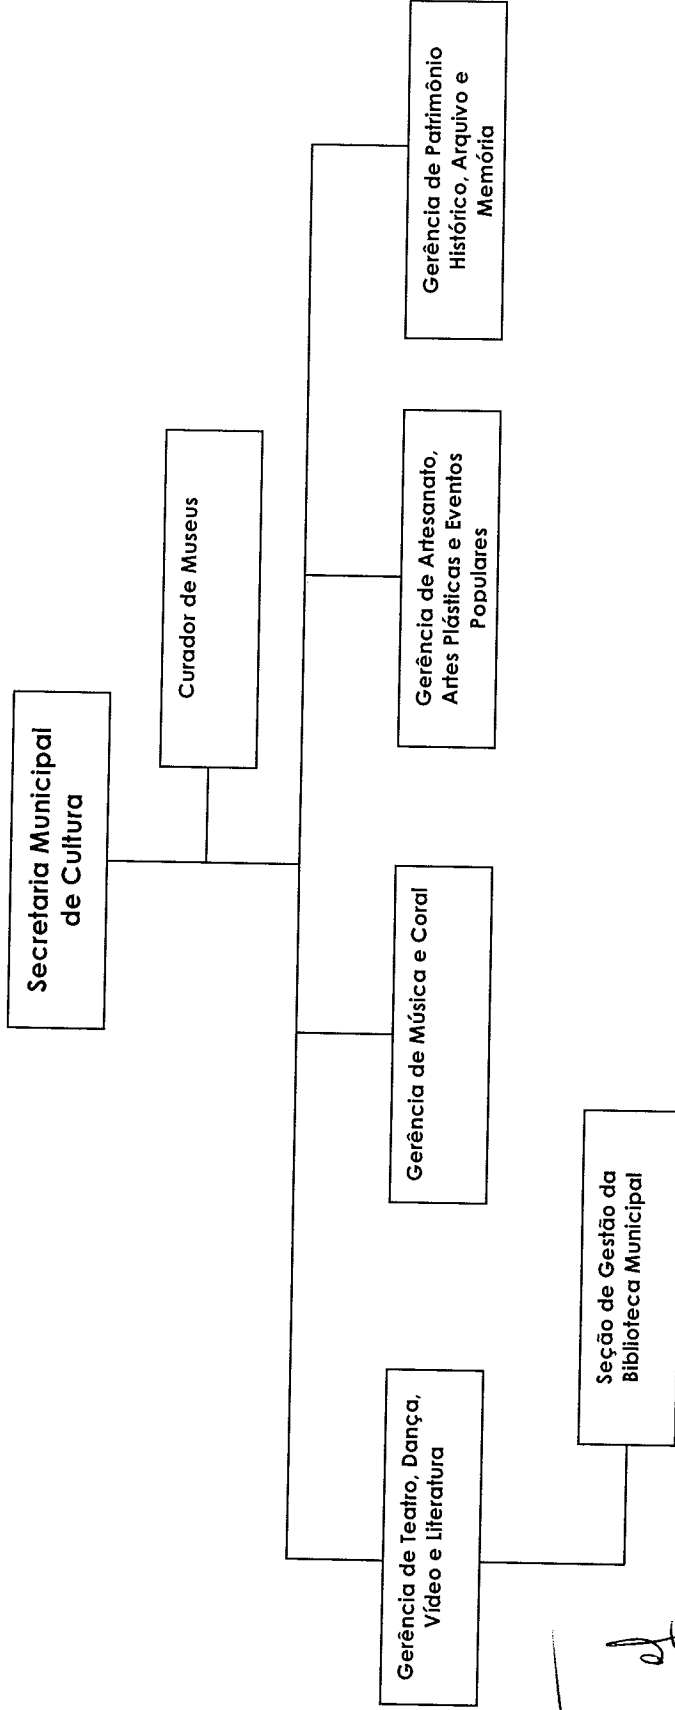 Secretaria Municipal
de Cultura
Curador de Museus
Gerência de Teatro, Dança,
Vídeo e Literatura
Gerência de Música e Coral
Gerência de Artesanato,
Artes Plásticas e Eventos
Populares
Gerência de Patrimônio
Histórico, Arquivo e
Memória
Seção de Gestão da
Biblioteca Municipal